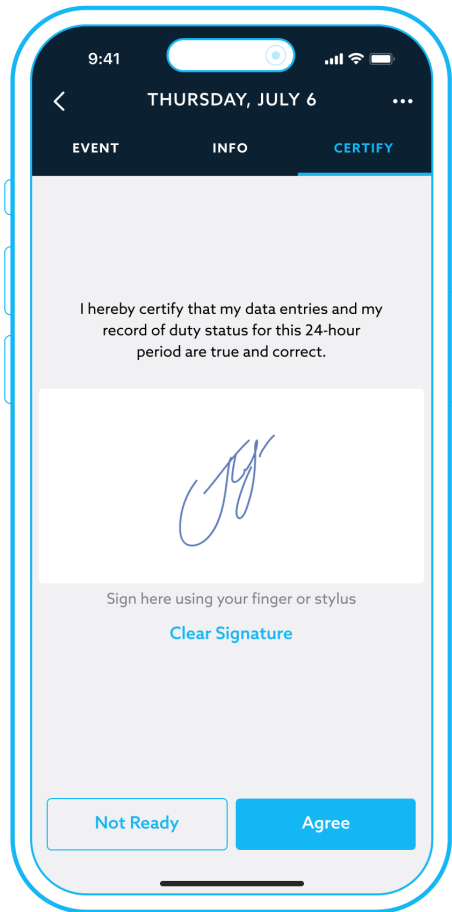 9:41
THURSDAY, JULY 6
EVENT INFO CERTIFY
I hereby certify that my data entries and my
record of duty status for this 24-hour
period are true and correct.
Sign here using your finger or stylus
Clear Signature
Not Ready Agree